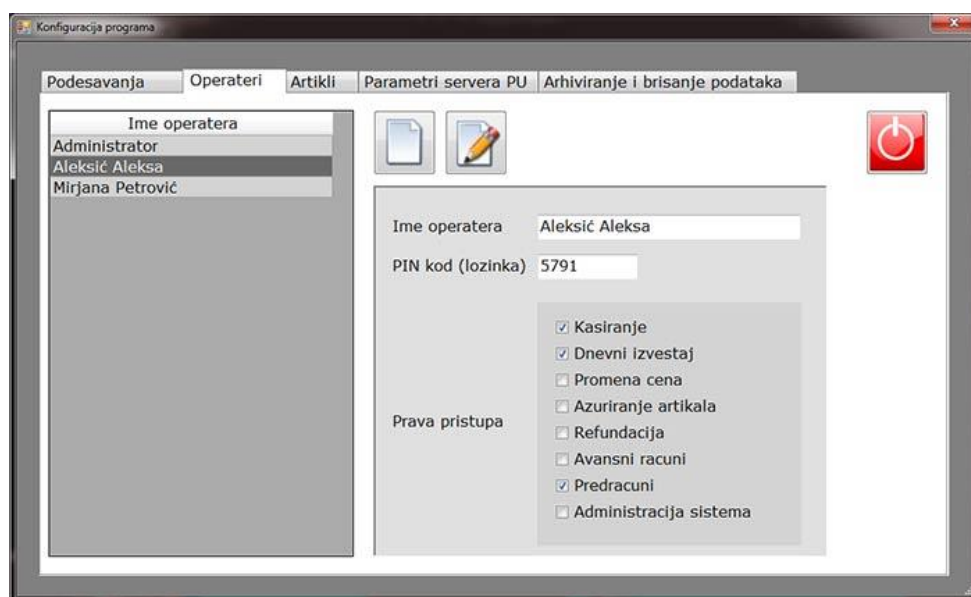 Konfiguracija programa
Podesavanja Operateri Artikli Parametri servera PU Arhiviranje i brisanje podataka
Ime operatera
Administrator
Aleksić Aleksa
Mirjana Petrović
Ime operatera Aleksić Aleksa
PIN kod (lozinka) 5791
Prava pristupa
Kasiranje
Dnevni izvestaj
Promena cena
Azuriranje artikala
Refundacija
Avansni racuni
Predracuni
Administracija sistema